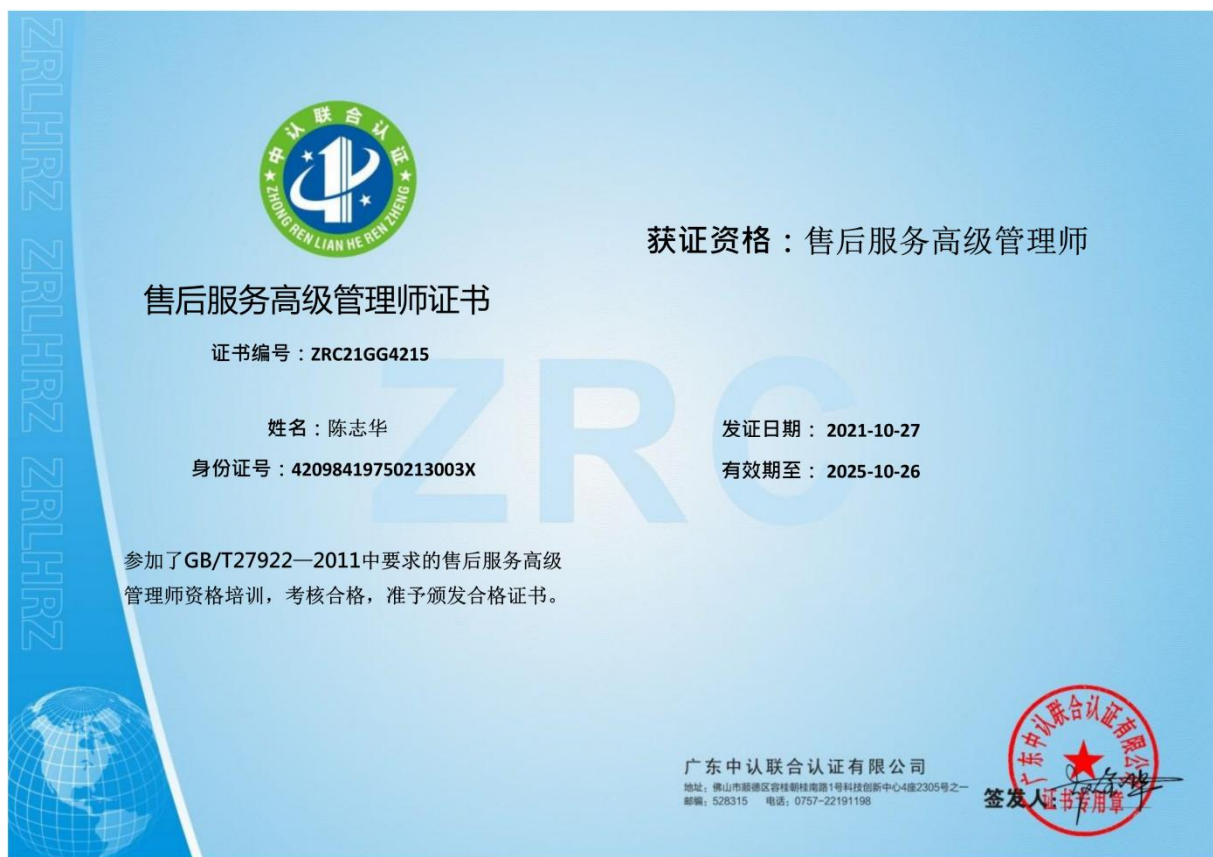 ZRLHRZ ZRLHRZ ZRLHRZ
中认联合认证
ZHONG REN LIAN HE REN ZHENG
售后服务高级管理师证书
证书编号：ZRC21GG4215
姓名：陈志华
身份证号：42098419750213003X
参加了GB/T27922—2011中要求的售后服务高级
管理师资格培训，考核合格，准予颁发合格证书。
ZRC
获证资格：售后服务高级管理师
发证日期： 2021-10-27
有效期至： 2025-10-26
广东中认联合认证有限公司
地址：佛山市顺德区容桂朝桂南路1号科技创新中心4座2305号之一
邮编：528315 电话：0757-22191198
签发人：
广东中认联合认证有限公司
证书专用章